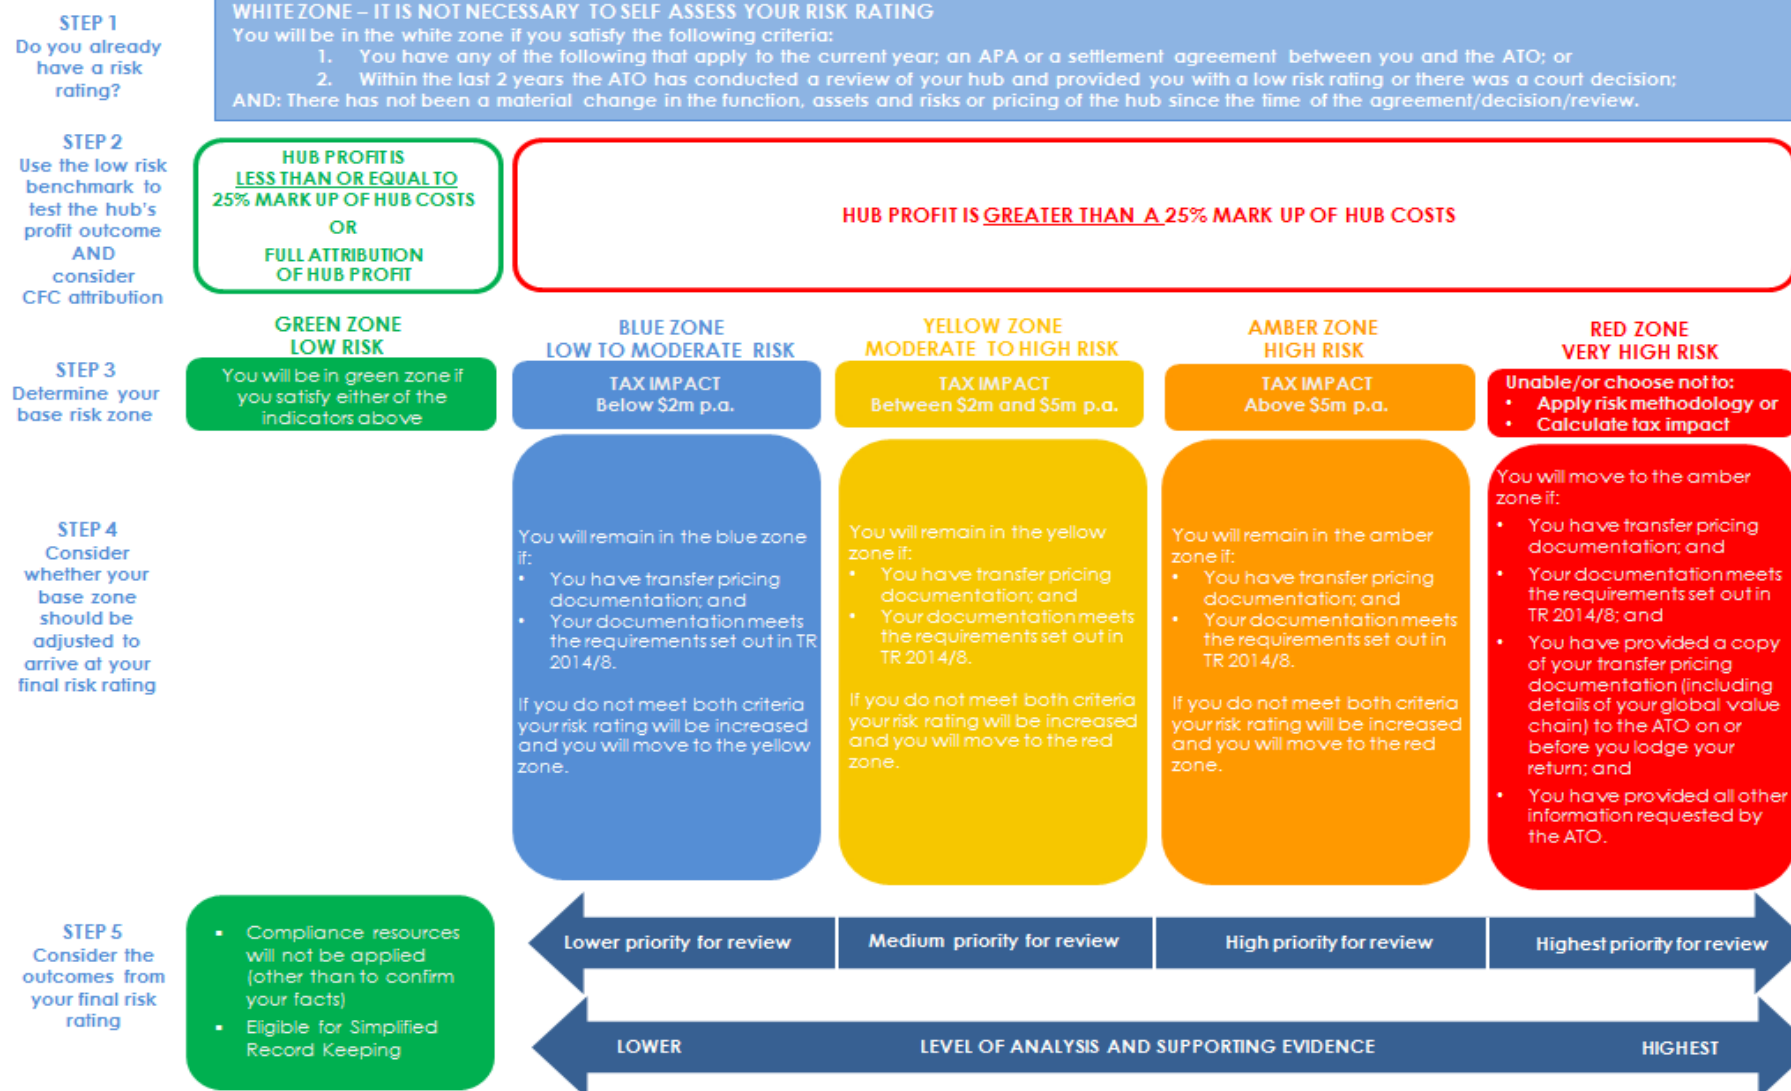 STEP 1
Do you already
have a risk
rating?
WHITE ZONE – IT IS NOT NECESSARY TO SELF ASSESS YOUR RISK RATING
You will be in the white zone if you satisfy the following criteria:
1. You have any of the following that apply to the current year; an APA or a settlement agreement between you and the ATO; or
2. Within the last 2 years the ATO has conducted a review of your hub and provided you with a low risk rating or there was a court decision;
AND: There has not been a material change in the function, assets and risks or pricing of the hub since the time of the agreement/decision/review.
STEP 2
Use the low risk
benchmark to
test the hub's
profit outcome
AND
consider
CFC attribution
HUB PROFIT IS
LESS THAN OR EQUAL TO
25% MARK UP OF HUB COSTS
OR
FULL ATTRIBUTION
OF HUB PROFIT
HUB PROFIT IS GREATER THAN A 25% MARK UP OF HUB COSTS
STEP 3
Determine your
base risk zone
GREEN ZONE
LOW RISK
You will be in green zone if
you satisfy either of the
indicators above
BLUE ZONE
LOW TO MODERATE RISK
TAX IMPACT
Below $2m p.a.
YELLOW ZONE
MODERATE TO HIGH RISK
TAX IMPACT
Between $2m and $5m p.a.
AMBER ZONE
HIGH RISK
TAX IMPACT
Above $5m p.a.
RED ZONE
VERY HIGH RISK
Unable/or choose not to:
• Apply risk methodology or
• Calculate tax impact
STEP 4
Consider
whether your
base zone
should be
adjusted to
arrive at your
final risk rating
You will remain in the blue zone
if:
• You have transfer pricing
documentation; and
• Your documentation meets
the requirements set out in TR
2014/8.
If you do not meet both criteria
your risk rating will be increased
and you will move to the yellow
zone.
You will remain in the yellow
zone if:
• You have transfer pricing
documentation; and
• Your documentation meets
the requirements set out in
TR 2014/8.
If you do not meet both criteria
your risk rating will be increased
and you will move to the red
zone.
You will remain in the amber
zone if:
• You have transfer pricing
documentation; and
• Your documentation meets
the requirements set out in
TR 2014/8.
If you do not meet both criteria
your risk rating will be increased
and you will move to the red
zone.
You will move to the amber
zone if:
• You have transfer pricing
documentation; and
• Your documentation meets
the requirements set out in
TR 2014/8; and
• You have provided a copy
of your transfer pricing
documentation (including
details of your global value
chain) to the ATO on or
before you lodge your
return; and
• You have provided all other
information requested by
the ATO.
STEP 5
Consider the
outcomes from
your final risk
rating
▪ Compliance resources
will not be applied
(other than to confirm
your facts)
▪ Eligible for Simplified
Record Keeping
Lower priority for review
Medium priority for review
High priority for review
Highest priority for review
LOWER
LEVEL OF ANALYSIS AND SUPPORTING EVIDENCE
HIGHEST